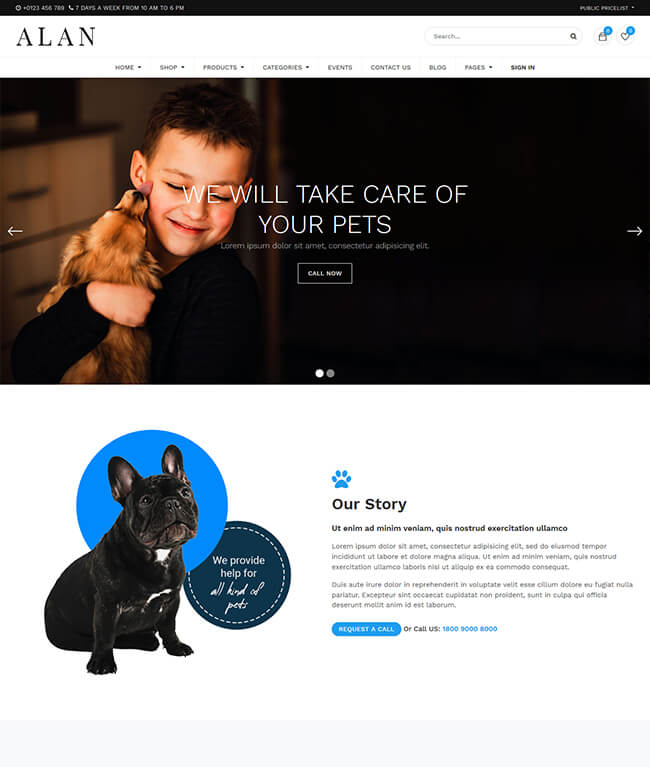 +0123 456 789 7 DAYS A WEEK FROM 10 AM TO 6 PM
PUBLIC PRICELIST
ALAN
Search...
0
0
HOME
SHOP
PRODUCTS
CATEGORIES
EVENTS
CONTACT US
BLOG
PAGES
SIGN IN
WE WILL TAKE CARE OF
YOUR PETS
Lorem ipsum dolor sit amet, consectetur adipisicing elit.
CALL NOW
We provide
help for
all kind of
pets
Our Story
Ut enim ad minim veniam, quis nostrud exercitation ullamco
Lorem ipsum dolor sit amet, consectetur adipisicing elit, sed do eiusmod tempor
incididunt ut labore et dolore magna aliqua. Ut enim ad minim veniam, quis nostrud
exercitation ullamco laboris nisi ut aliquip ex ea commodo consequat.
Duis aute irure dolor in reprehenderit in voluptate velit esse cillum dolore eu fugiat nulla
pariatur. Excepteur sint occaecat cupidatat non proident, sunt in culpa qui officia
deserunt mollit anim id est laborum.
REQUEST A CALL Or Call US: 1800 9000 8000